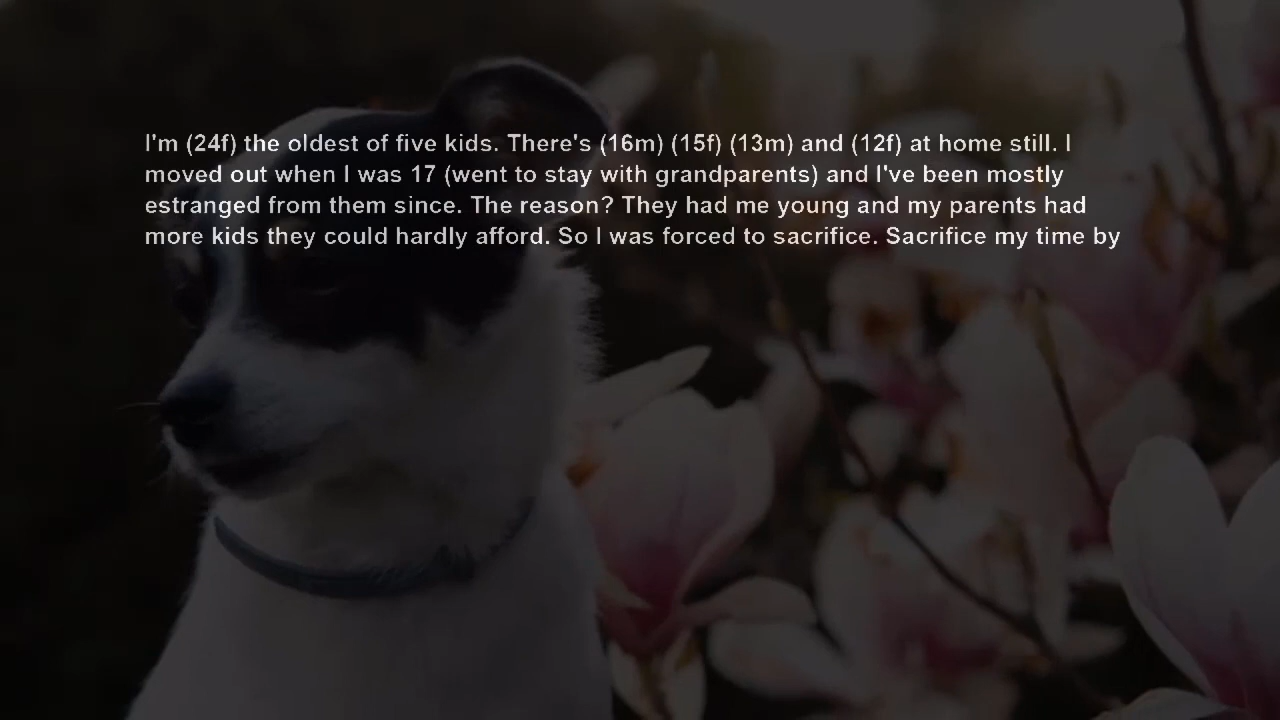 I'm (24f) the oldest of five kids. There's (16m) (15f) (13m) and (12f) at home still. I
moved out when I was 17 (went to stay with grandparents) and I've been mostly
estranged from them since. The reason? They had me young and my parents had
more kids they could hardly afford. So I was forced to sacrifice. Sacrifice my time by